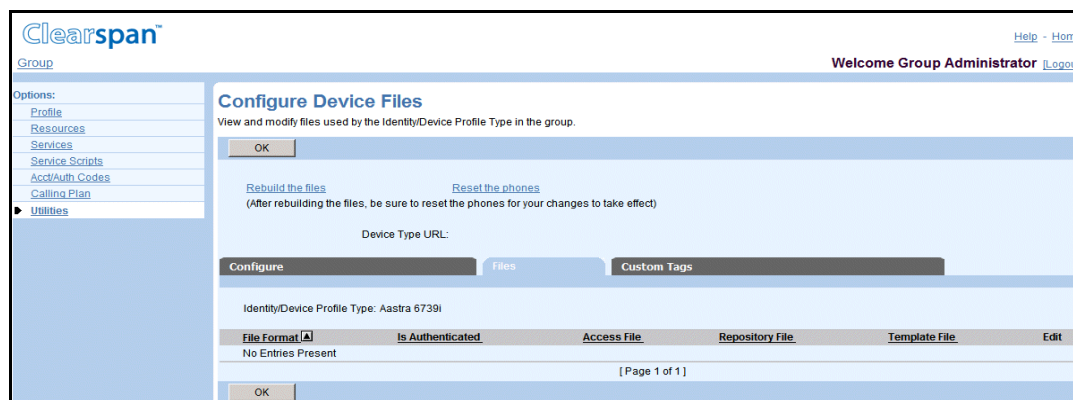 Clearspan™
Help - Hom
Group
Welcome Group Administrator [Logou
Options:
Profile
Resources
Services
Service Scripts
Acct/Auth Codes
Calling Plan
Utilities
Configure Device Files
View and modify files used by the Identity/Device Profile Type in the group.
OK
Rebuild the files Reset the phones
(After rebuilding the files, be sure to reset the phones for your changes to take effect)
Device Type URL:
Configure Files Custom Tags
Identity/Device Profile Type: Aastra 6739i
File Format Is Authenticated Access File Repository File Template File Edit
No Entries Present
[ Page 1 of 1 ]
OK